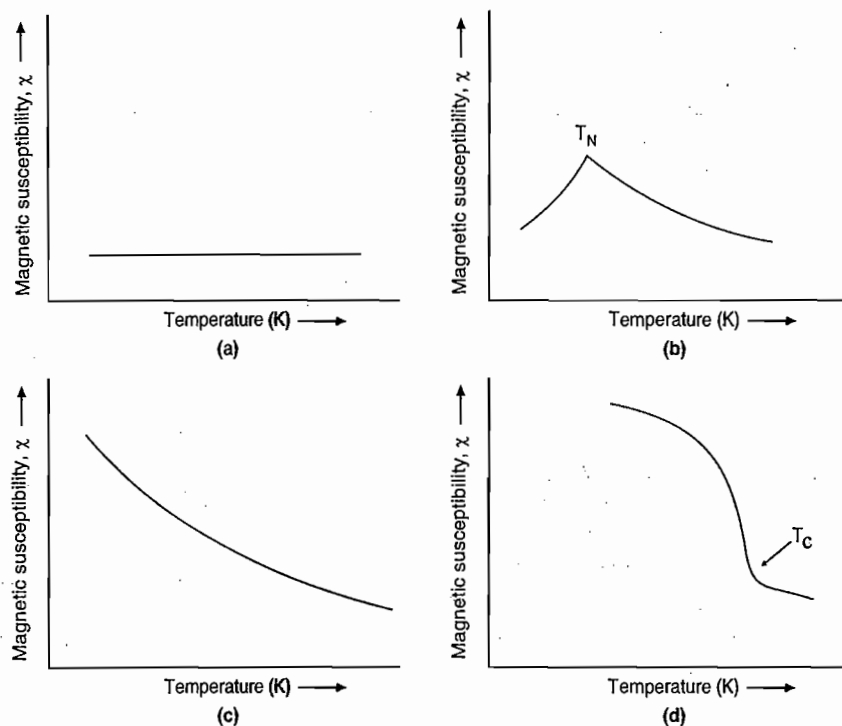 Magnetic susceptibility, χ
Temperature (K)
(a)
Magnetic susceptibility, χ
T_N
Temperature (K)
(b)
Magnetic susceptibility, χ
Temperature (K)
(c)
Magnetic susceptibility, χ
T_C
Temperature (K)
(d)